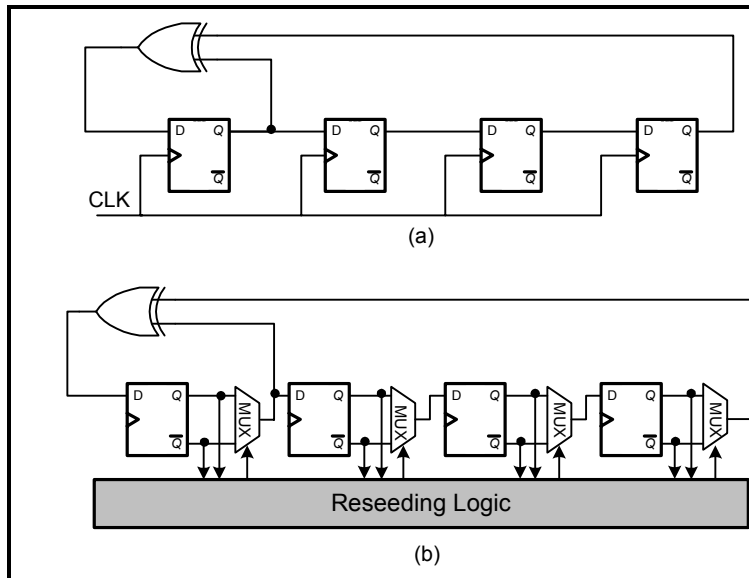 D Q D Q D Q D Q
Q Q Q Q
CLK
(a)
D Q MUX D Q MUX D Q MUX D Q MUX
Q Q Q Q
Reseeding Logic
(b)